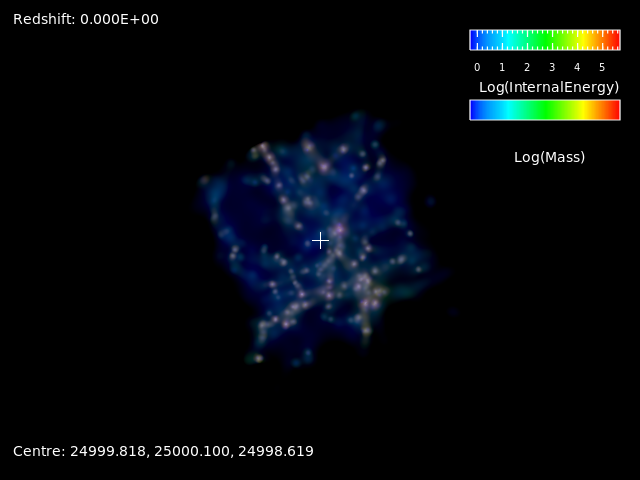 Redshift: 0.000E+00
0 1 2 3 4 5
Log(InternalEnergy)
Log(Mass)
Centre: 24999.818, 25000.100, 24998.619